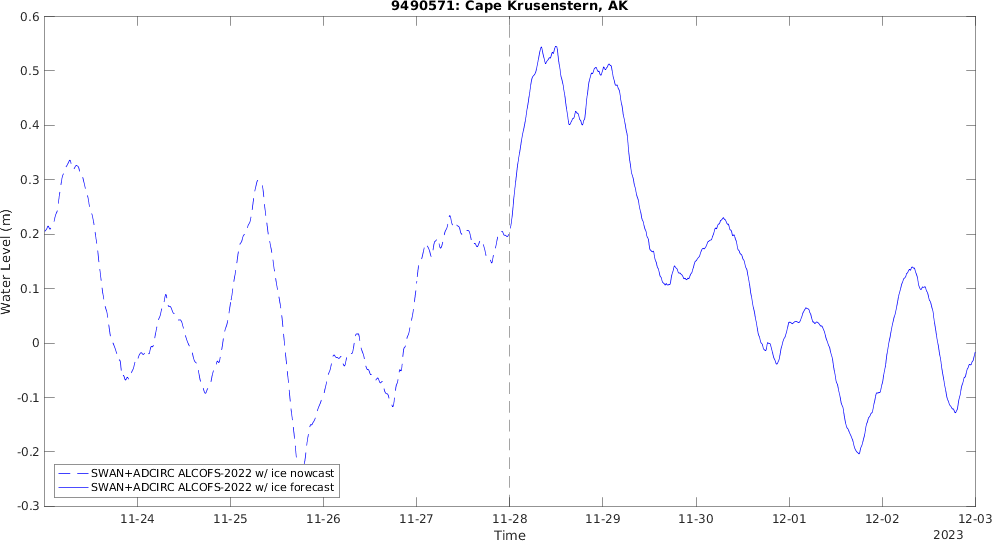 9490571: Cape Krusenstern, AK
0.6
0.5
0.4
0.3
0.2
0.1
0
-0.1
-0.2
-0.3
Water Level (m)
SWAN+ADCIRC ALCOFS-2022 w/ ice nowcast
SWAN+ADCIRC ALCOFS-2022 w/ ice forecast
11-24 11-25 11-26 11-27 11-28 11-29 11-30 12-01 12-02 12-03
Time
2023